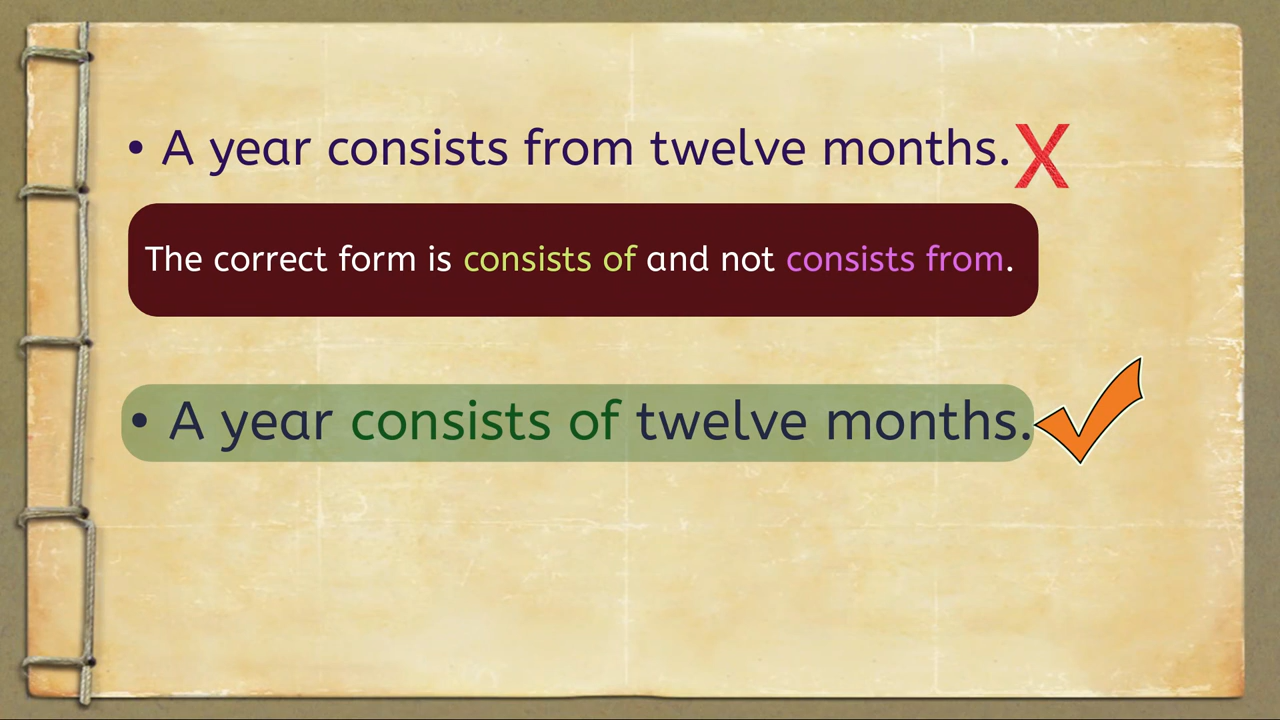 • A year consists from twelve months. X
The correct form is consists of and not consists from.
• A year consists of twelve months.